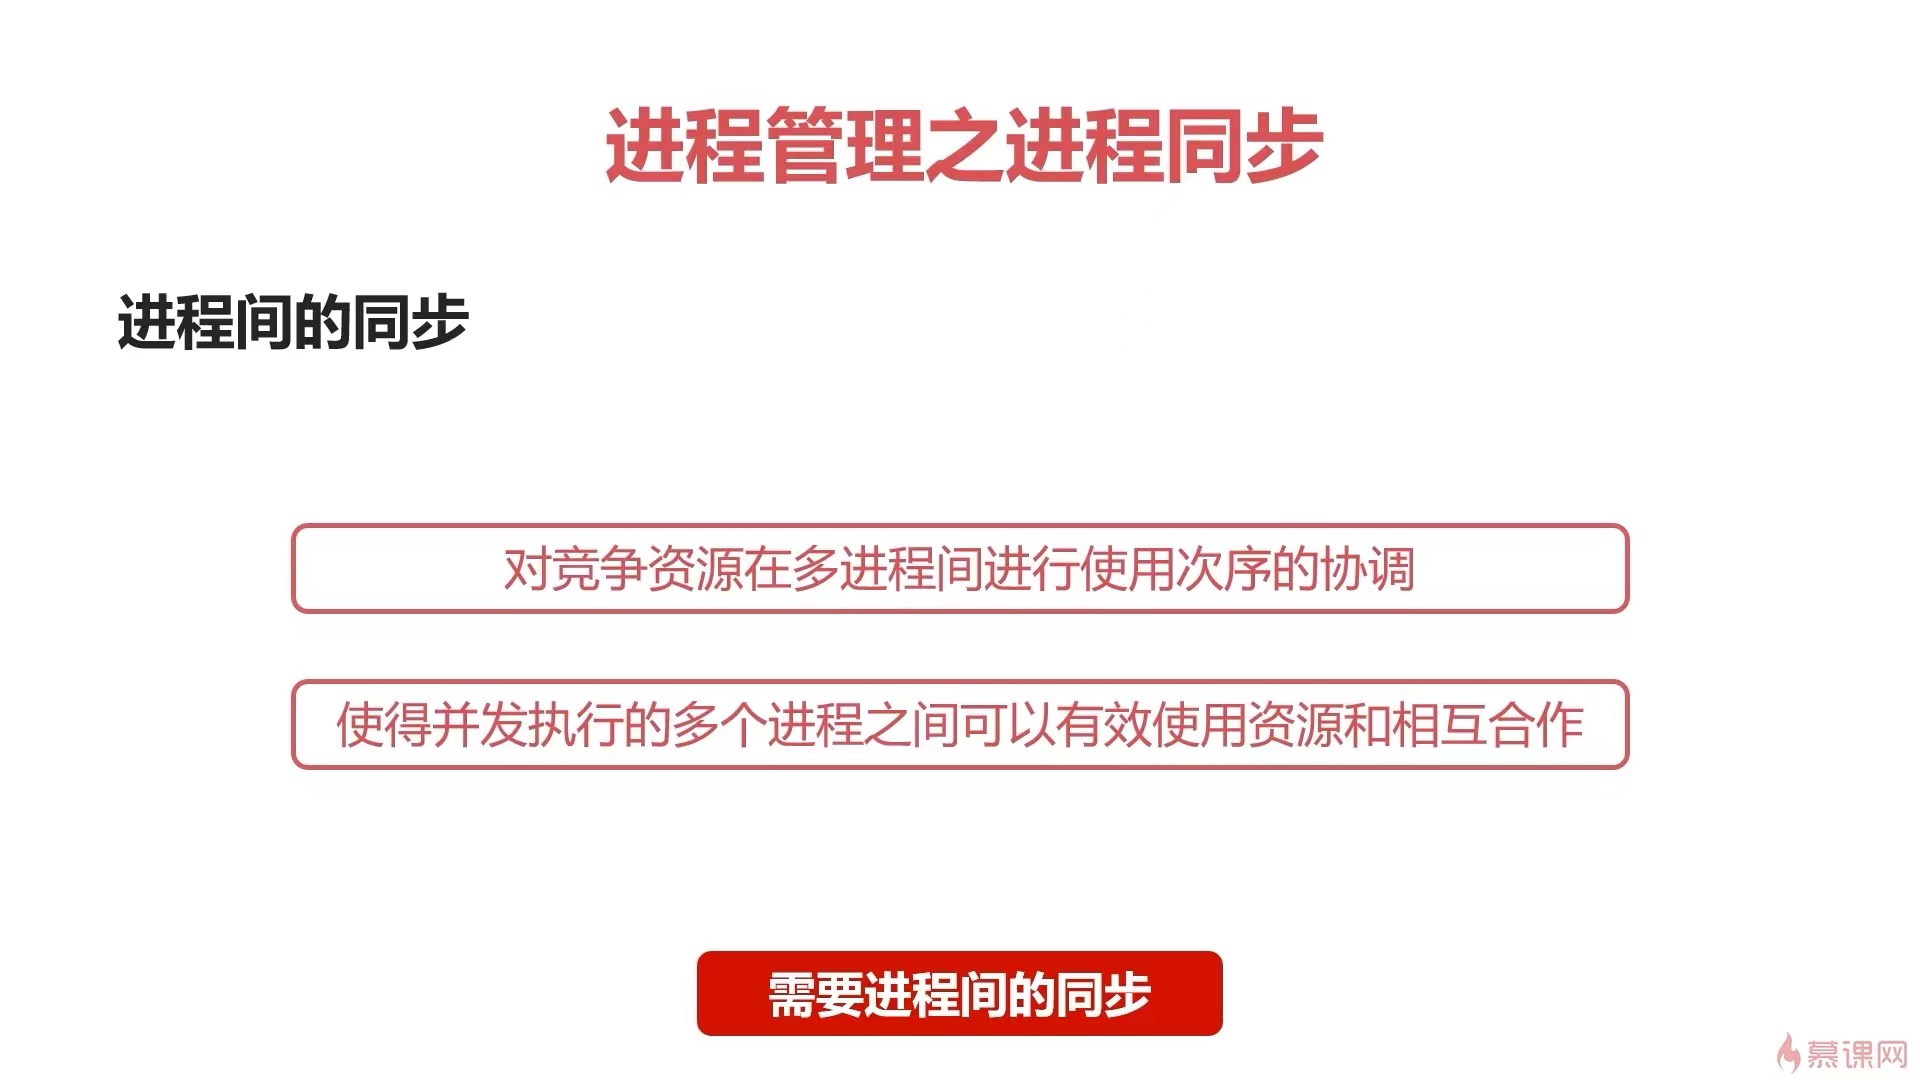 进程管理之进程同步
进程间的同步
对竞争资源在多进程间进行使用次序的协调
使得并发执行的多个进程之间可以有效使用资源和相互合作
需要进程间的同步
慕课网